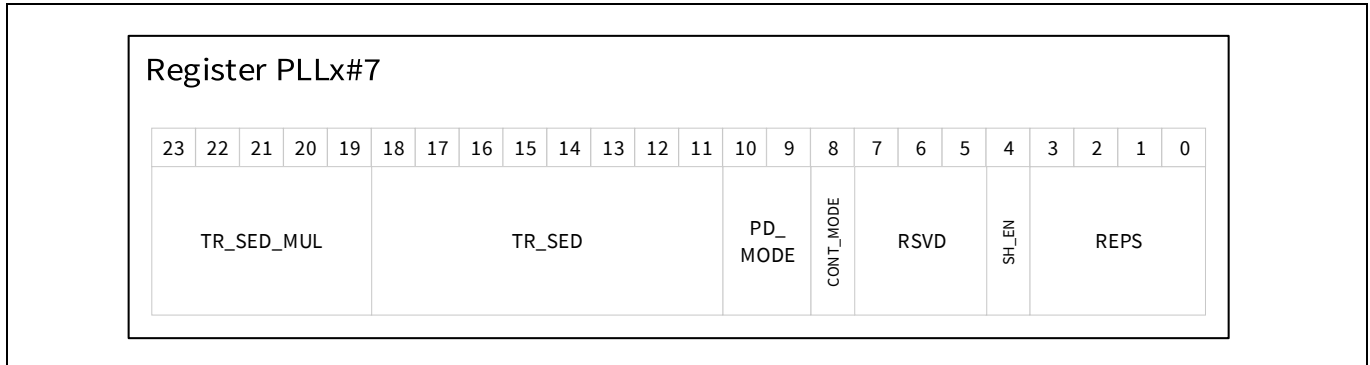 Register PLLx#7
23 22 21 20 19 18 17 16 15 14 13 12 11 10 9 8 7 6 5 4 3 2 1 0
TR_SED_MUL TR_SED PD_
MODE CONT_MODE RSVD SH_EN REPS